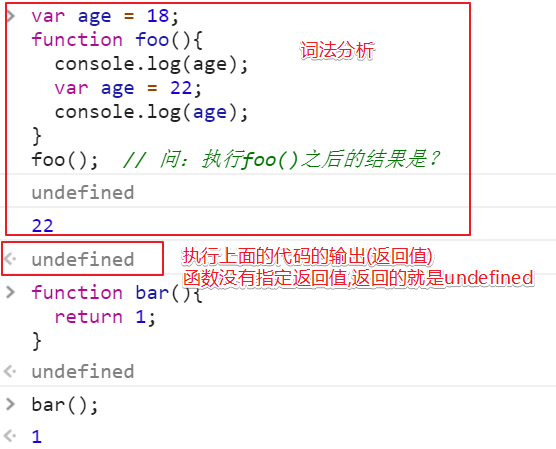 var age = 18;
function foo(){
  console.log(age);
  var age = 22;
  console.log(age);
}
foo();  // 问：执行foo()之后的结果是？
词法分析
undefined
22
undefined
执行上面的代码的输出(返回值)
函数没有指定返回值,返回的就是undefined
function bar(){
  return 1;
}
undefined
bar();
1